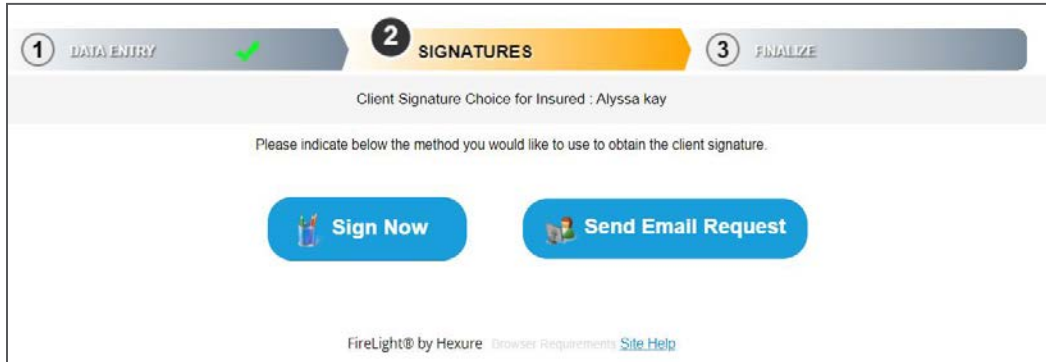 1 DATA ENTRY 2 SIGNATURES 3 FINALIZE
Client Signature Choice for Insured : Alyssa kay
Please indicate below the method you would like to use to obtain the client signature.
Sign Now Send Email Request
FireLight® by Hexure Browser Requirements Site Help